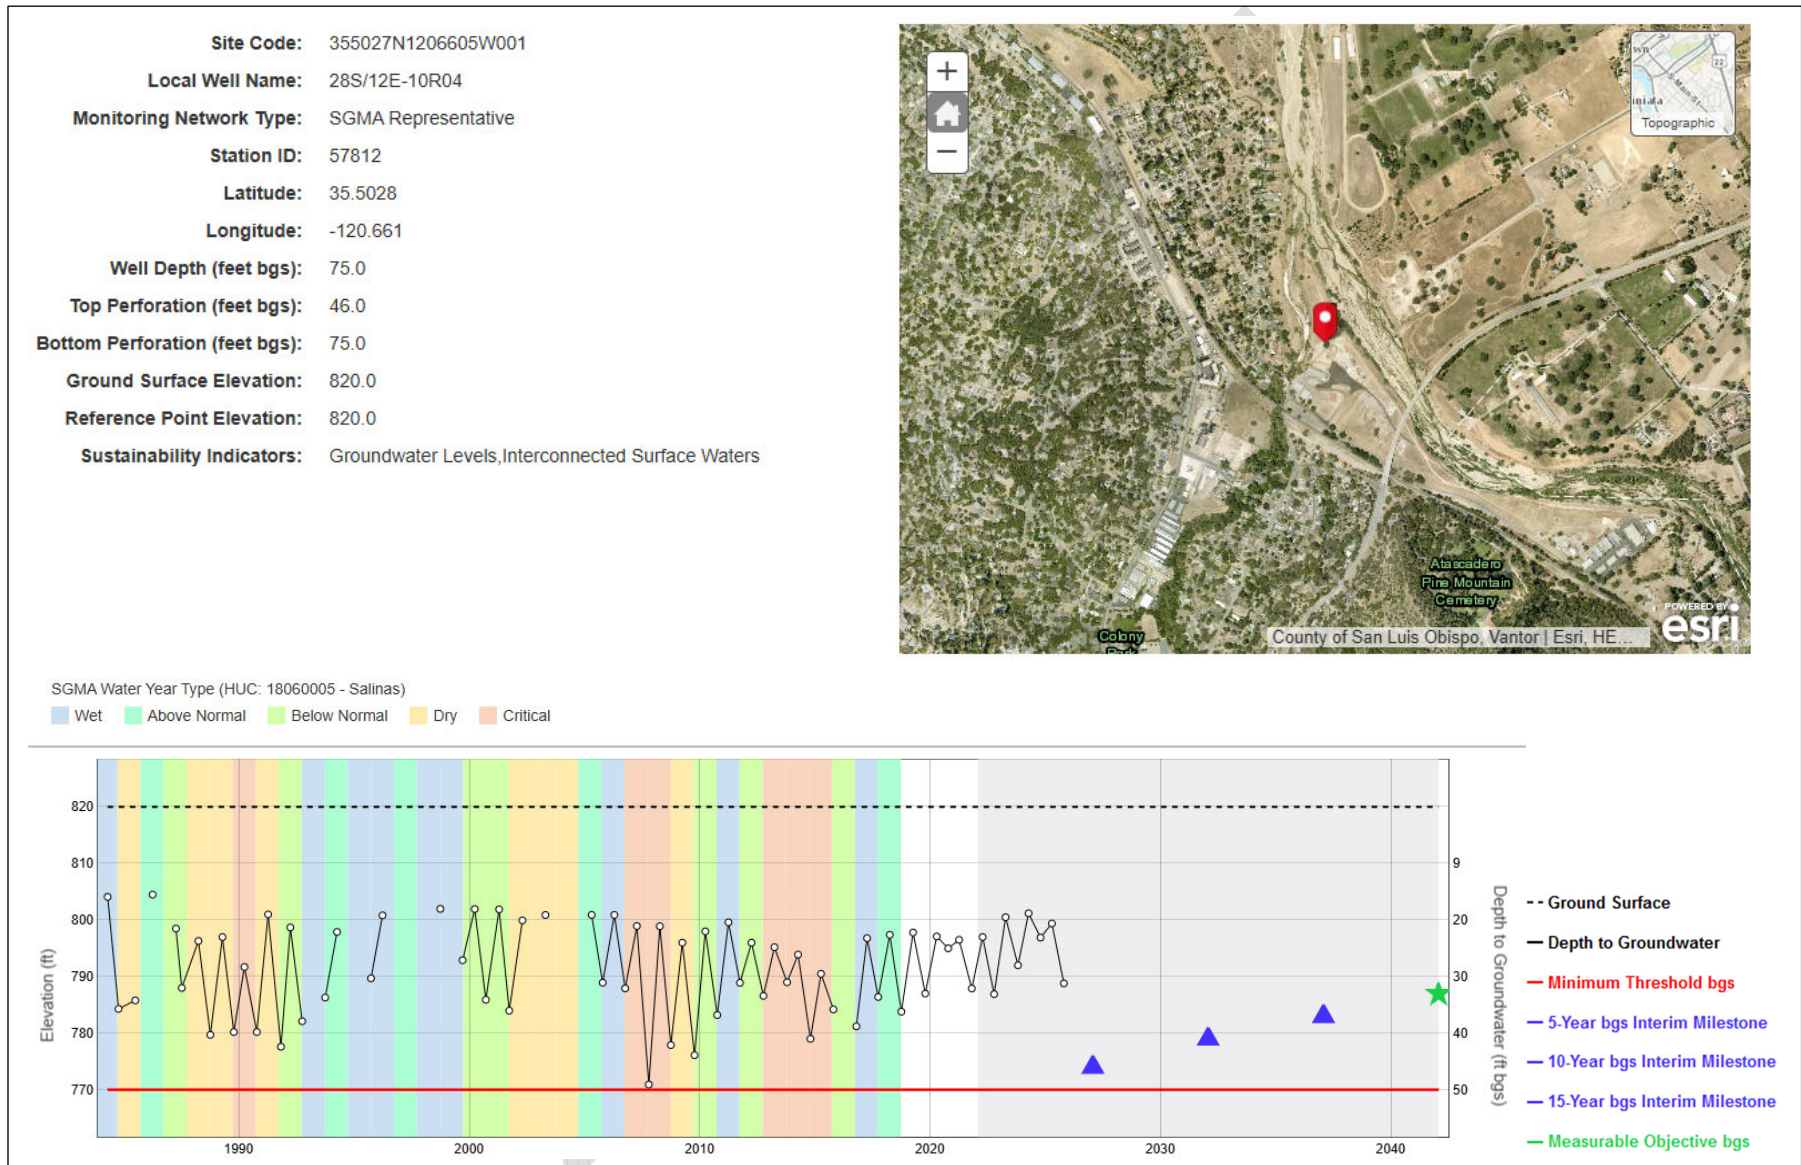 Site Code: 355027N1206605W001
Local Well Name: 28S/12E-10R04
Monitoring Network Type: SGMA Representative
Station ID: 57812
Latitude: 35.5028
Longitude: -120.661
Well Depth (feet bgs): 75.0
Top Perforation (feet bgs): 46.0
Bottom Perforation (feet bgs): 75.0
Ground Surface Elevation: 820.0
Reference Point Elevation: 820.0
Sustainability Indicators: Groundwater Levels,Interconnected Surface Waters
+
−
wn
22
S-Main-St
Topographic
Atascadero
Pine Mountain
Cemetery
Colony
POWERED BY
esri
County of San Luis Obispo, Vantor | Esri, HE...
SGMA Water Year Type (HUC: 18060005 - Salinas)
Wet Above Normal Below Normal Dry Critical
Elevation (ft)
820
810
800
790
780
770
9
20
30
40
50
Depth to Groundwater (ft bgs)
1990 2000 2010 2020 2030 2040
Ground Surface
Depth to Groundwater
Minimum Threshold bgs
5-Year bgs Interim Milestone
10-Year bgs Interim Milestone
15-Year bgs Interim Milestone
Measurable Objective bgs